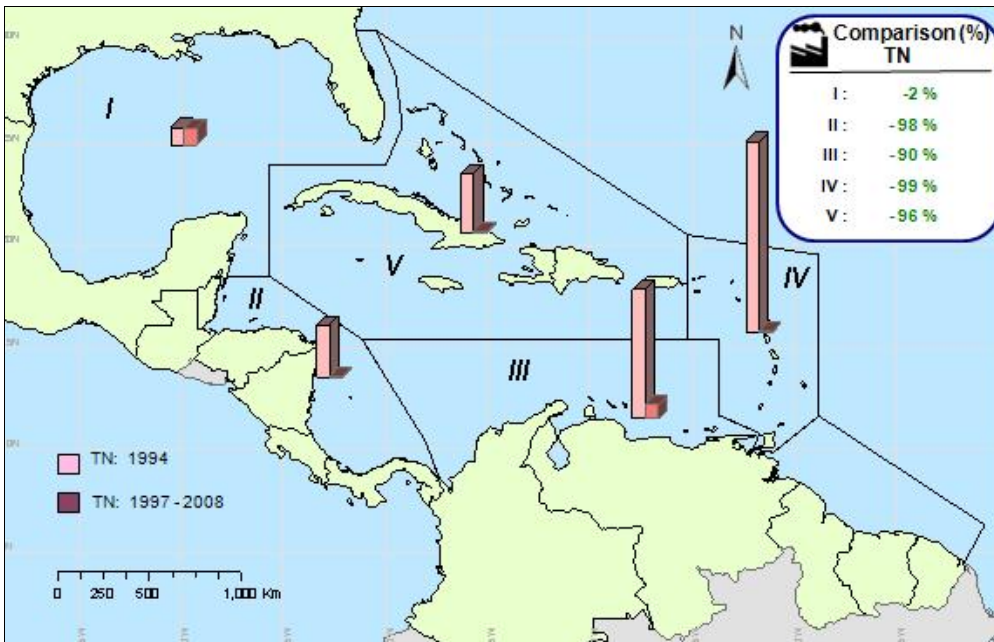 N
Comparison (%)
TN
I : -2 %
II : -98 %
III : -90 %
IV : -99 %
V : -96 %
I
II
III
IV
V
TN: 1994
TN: 1997 - 2008
0 250 500 1,000 Km